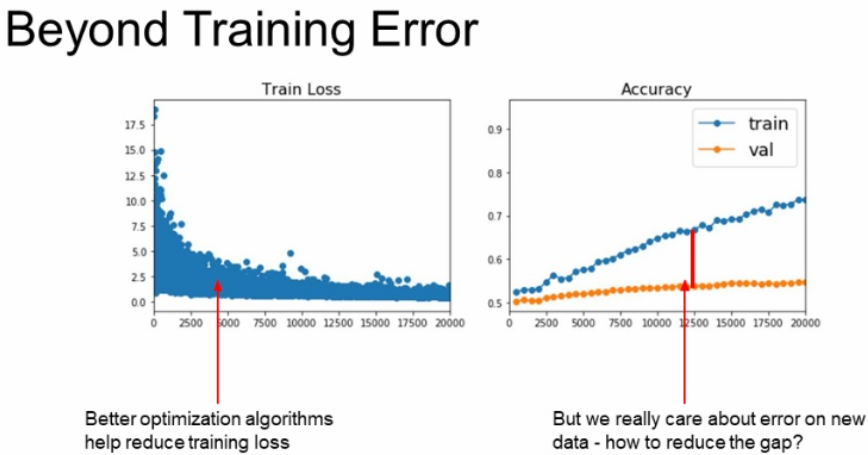 Beyond Training Error
Train Loss
17.5
15.0
12.5
10.0
7.5
5.0
2.5
0.0
0 2500 5000 7500 10000 12500 15000 17500 20000
Accuracy
train
val
0.9
0.8
0.7
0.6
0.5
0 2500 5000 7500 10000 12500 15000 17500 20000
Better optimization algorithms
help reduce training loss
But we really care about error on new
data - how to reduce the gap?